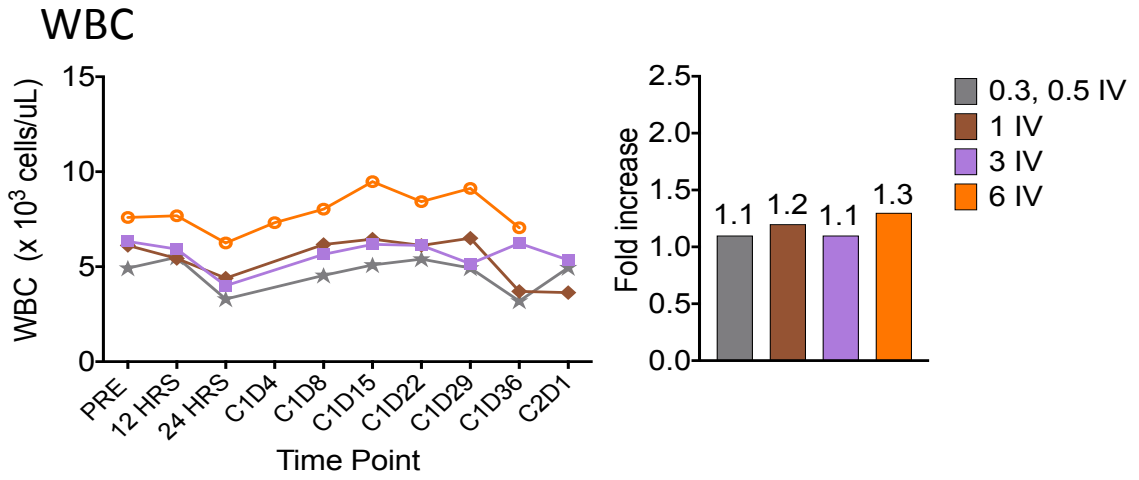 WBC
WBC (x 10³ cells/uL)
15
10
5
0
PRE
12 HRS
24 HRS
C1D4
C1D8
C1D15
C1D22
C1D29
C1D36
C2D1
Time Point
Fold increase
2.5
2.0
1.5
1.0
0.5
0.0
1.1
1.2
1.1
1.3
0.3, 0.5 IV
1 IV
3 IV
6 IV